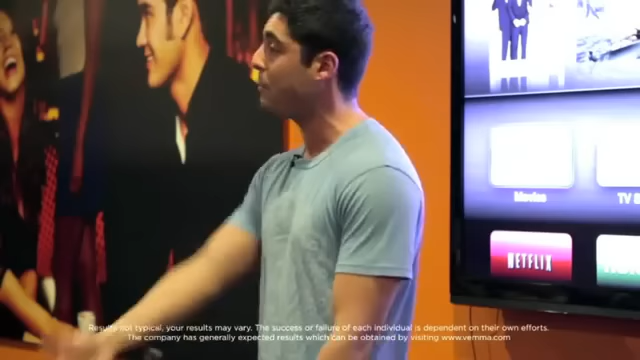 Movies
TV
NETFLIX
Results not typical, your results may vary. The success or failure of each individual is dependent on their own efforts.
The company has generally expected results which can be obtained by visiting www.vemma.com